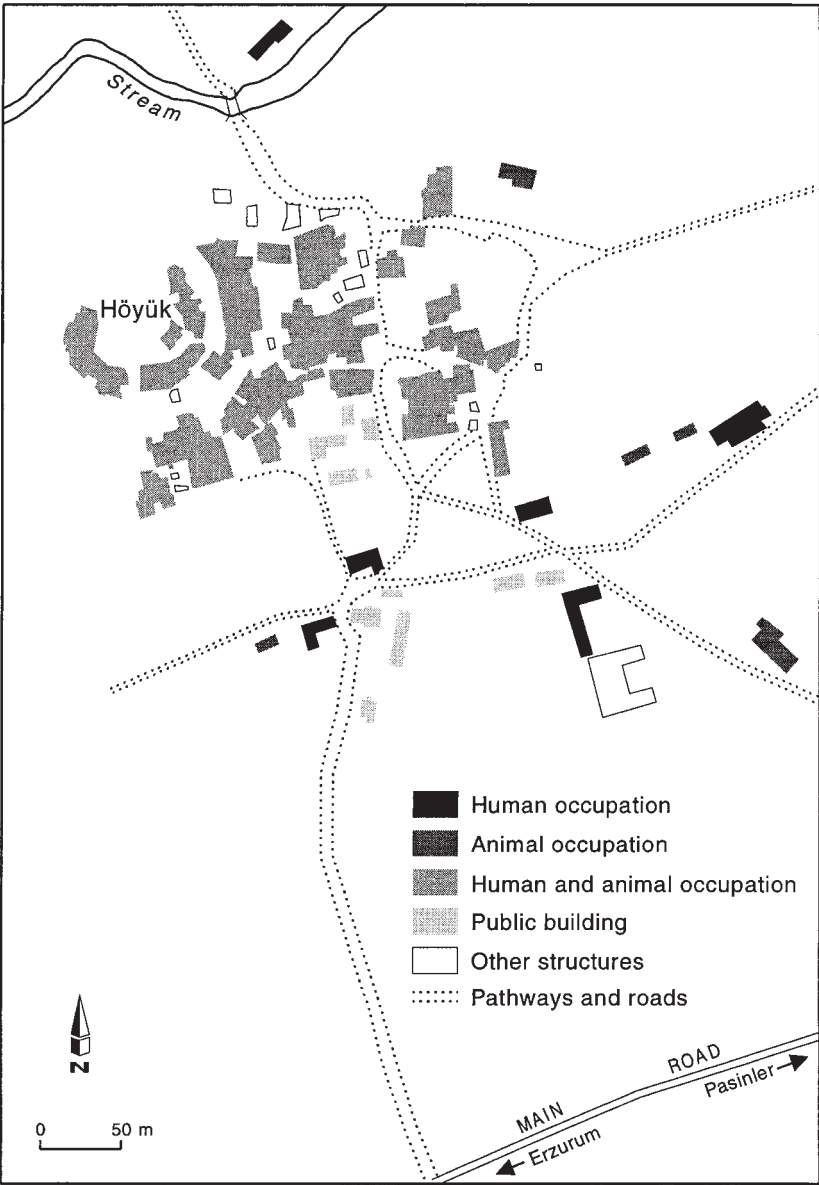 Stream
Höyük
Human occupation
Animal occupation
Human and animal occupation
Public building
Other structures
Pathways and roads
N
0 50 m
MAIN ROAD
Pasinler
Erzurum